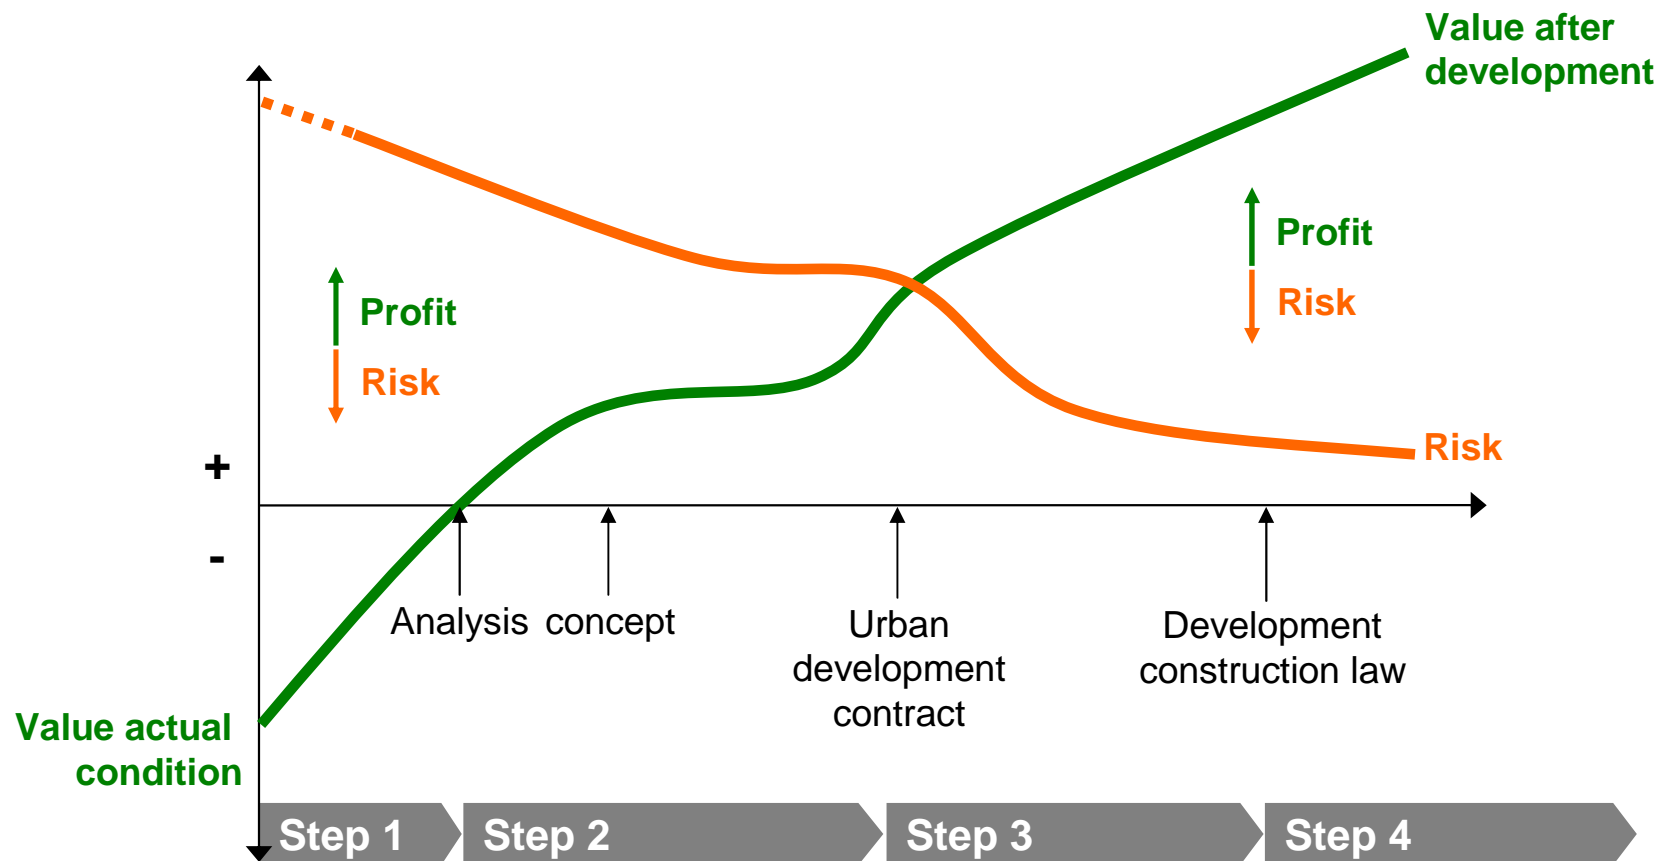 Value after
development
Profit
Risk
Profit
Risk
+
Risk
-
Analysis
concept
Urban
development
contract
Development
construction law
Value actual
condition
Step 1
Step 2
Step 3
Step 4